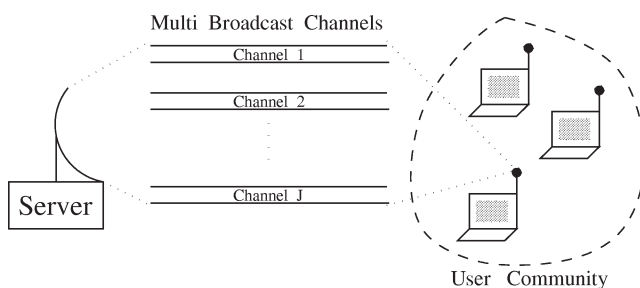 Multi Broadcast Channels
Channel 1
Channel 2
Channel J
Server
User Community